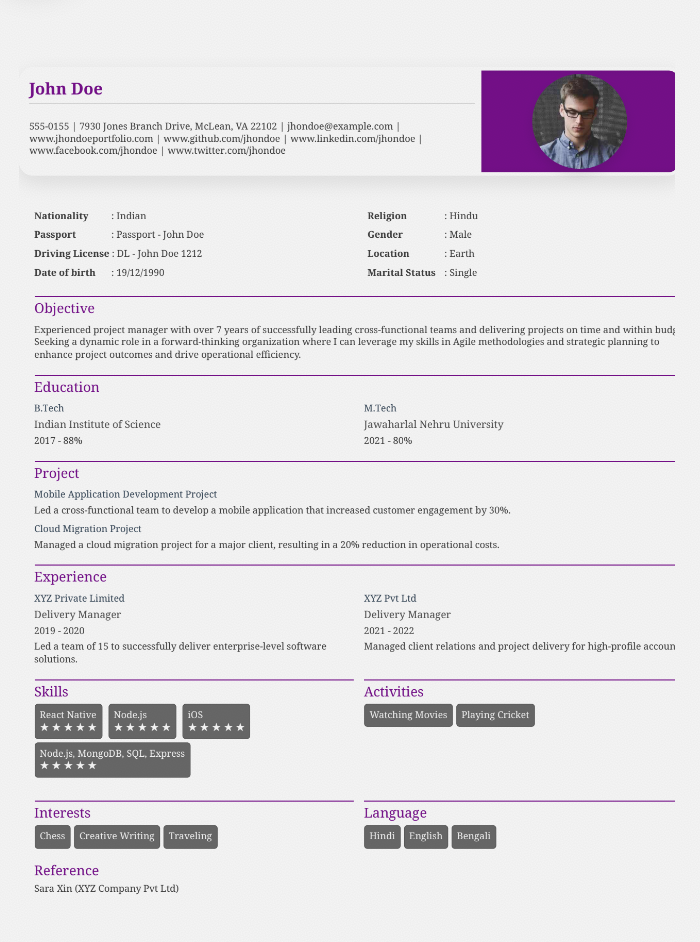 John Doe
555-0155 | 7930 Jones Branch Drive, McLean, VA 22102 | jhondoe@example.com |
www.jhondoeportfolio.com | www.github.com/jhondoe | www.linkedin.com/jhondoe |
www.facebook.com/jhondoe | www.twitter.com/jhondoe
Nationality : Indian
Religion : Hindu
Passport : Passport - John Doe
Gender : Male
Driving License : DL - John Doe 1212
Location : Earth
Date of birth : 19/12/1990
Marital Status : Single
Objective
Experienced project manager with over 7 years of successfully leading cross-functional teams and delivering projects on time and within
Seeking a dynamic role in a forward-thinking organization where I can leverage my skills in Agile methodologies and strategic planning to
enhance project outcomes and drive operational efficiency.
Education
B.Tech
Indian Institute of Science
2017 - 88%
M.Tech
Jawaharlal Nehru University
2021 - 80%
Project
Mobile Application Development Project
Led a cross-functional team to develop a mobile application that increased customer engagement by 30%.
Cloud Migration Project
Managed a cloud migration project for a major client, resulting in a 20% reduction in operational costs.
Experience
XYZ Private Limited
Delivery Manager
2019 - 2020
Led a team of 15 to successfully deliver enterprise-level software
solutions.
XYZ Pvt Ltd
Delivery Manager
2021 - 2022
Managed client relations and project delivery for high-profile
Skills
React Native
★★★★★
Node.js
★★★★★
iOS
★★★★★
Node.js, MongoDB, SQL, Express
★★★★★
Activities
Watching Movies
Playing Cricket
Interests
Chess
Creative Writing
Traveling
Language
Hindi
English
Bengali
Reference
Sara Xin (XYZ Company Pvt Ltd)